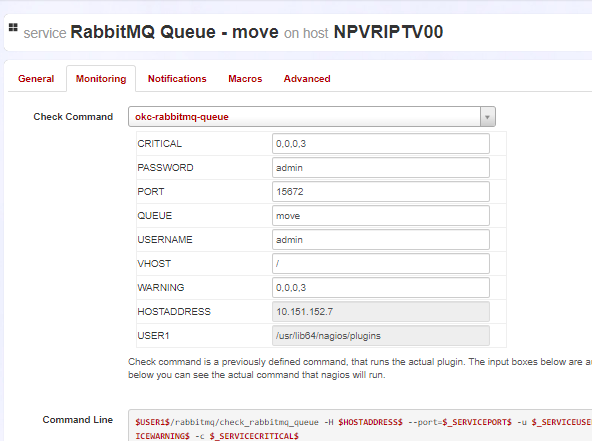 service RabbitMQ Queue - move on host NPVRIPTV00
General Monitoring Notifications Macros Advanced
Check Command okc-rabbitmq-queue
CRITICAL 0,0,0,3
PASSWORD admin
PORT 15672
QUEUE move
USERNAME admin
VHOST /
WARNING 0,0,0,3
HOSTADDRESS 10.151.152.7
USER1 /usr/lib64/nagios/plugins
Check command is a previously defined command, that runs the actual plugin. The input boxes below are a
below you can see the actual command that nagios will run.
Command Line $USER1$/rabbitmq/check_rabbitmq_queue -H $HOSTADDRESS$ --port=$_SERVICEPORT$ -u $_SERVICEUSE
ICEWARNING$ -c $_SERVICECRITICAL$